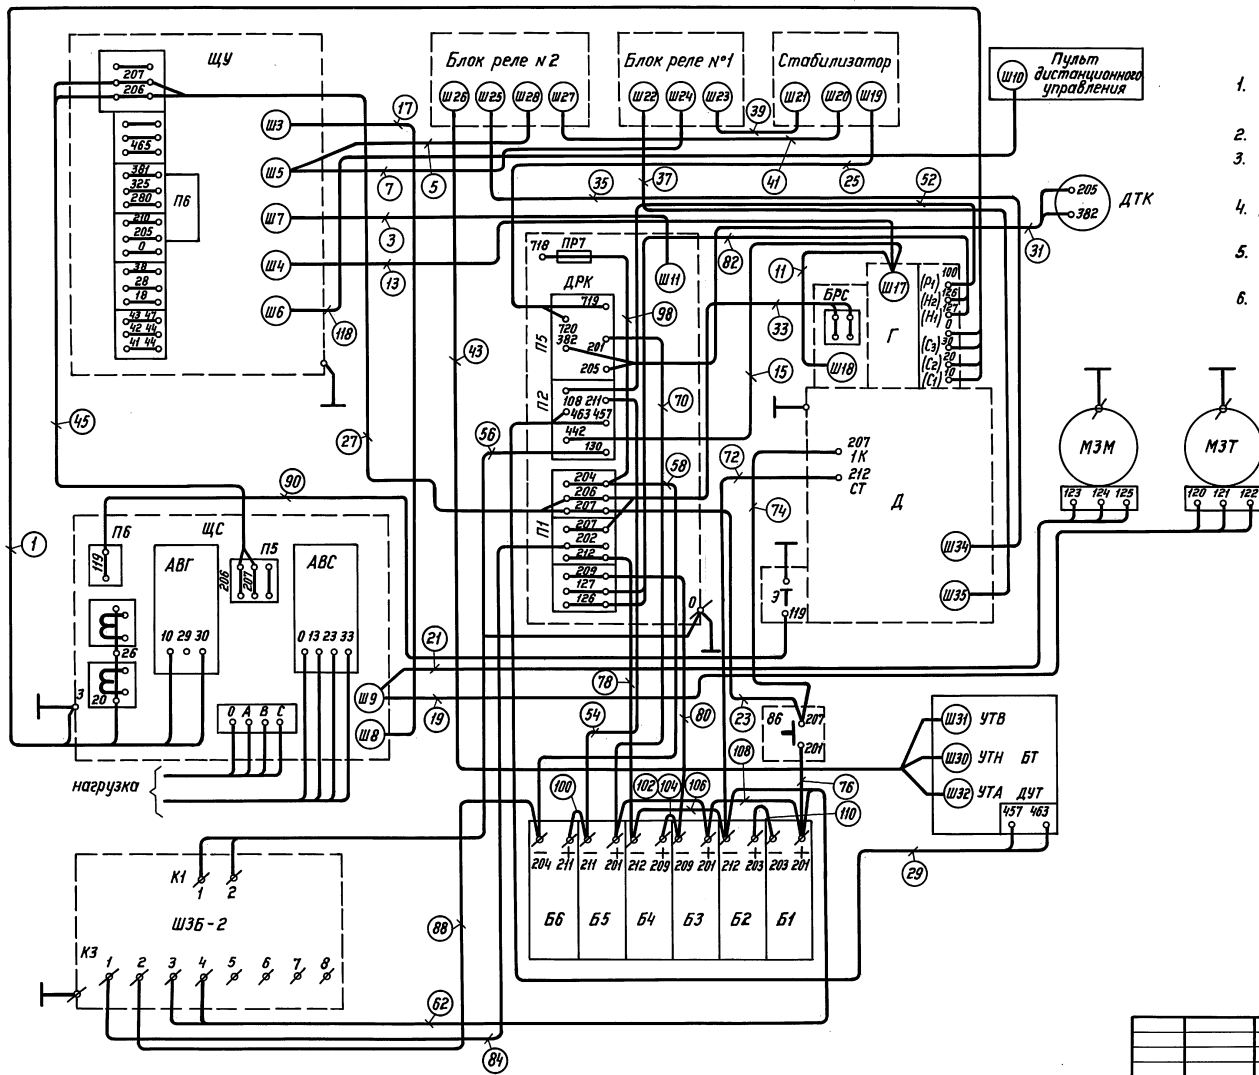 ЩУ
207
206
465
381
325
280
П6
210
205
0
38
28
18
43 47
42 44
41 44
Ш3
Ш5
Ш7
Ш4
Ш6
17
5
7
3
13
118
Блок реле N2
Ш26 Ш25 Ш28 Ш27
Блок реле N°1
Ш22 Ш24 Ш23
39
Стабилизатор
Ш21 Ш20 Ш19
Ш10
Пульт
дистанционного
управления
1.
2.
3.
4.
5.
6.
35
37
41
25
52
205
382
ДТК
31
82
718
ПР7
Ш11
ДРК
719
720
382
П5
201
205
98
П2
108 211
463 457
442
130
204
206
207
П1
207
202
212
209
127
126
0
11
БРС
33
Ш17
Г
Ш18
15
(Р1)
(Н2)
(Н1)
(С3)
(С2)
(С1)
100
126
127
0
30
20
10
43
70
56
58
72
74
207
1К
212
СТ
Д
Ш34
Ш35
Э
Т
119
МЗМ
123 124 125
МЗТ
120 121 122
45
27
90
1
ЩС
П6
119
АВГ
10 29 30
206
207
П5
АВС
0 13 23 33
26
20
З
0 А В С
Ш9
Ш8
21
19
нагрузка
78
54
80
23
86
207
201
76
108
100
102
104
106
110
Ш31 УТВ
Ш30 УТН БТ
Ш32 УТА ДУТ
457 463
29
204 211 211 201 212 209 209 201 212 203 203 201
Б6 Б5 Б4 Б3 Б2 Б1
К1
1 2
ШЗБ-2
К3
1 2 3 4 5 6 7 8
88
62
84